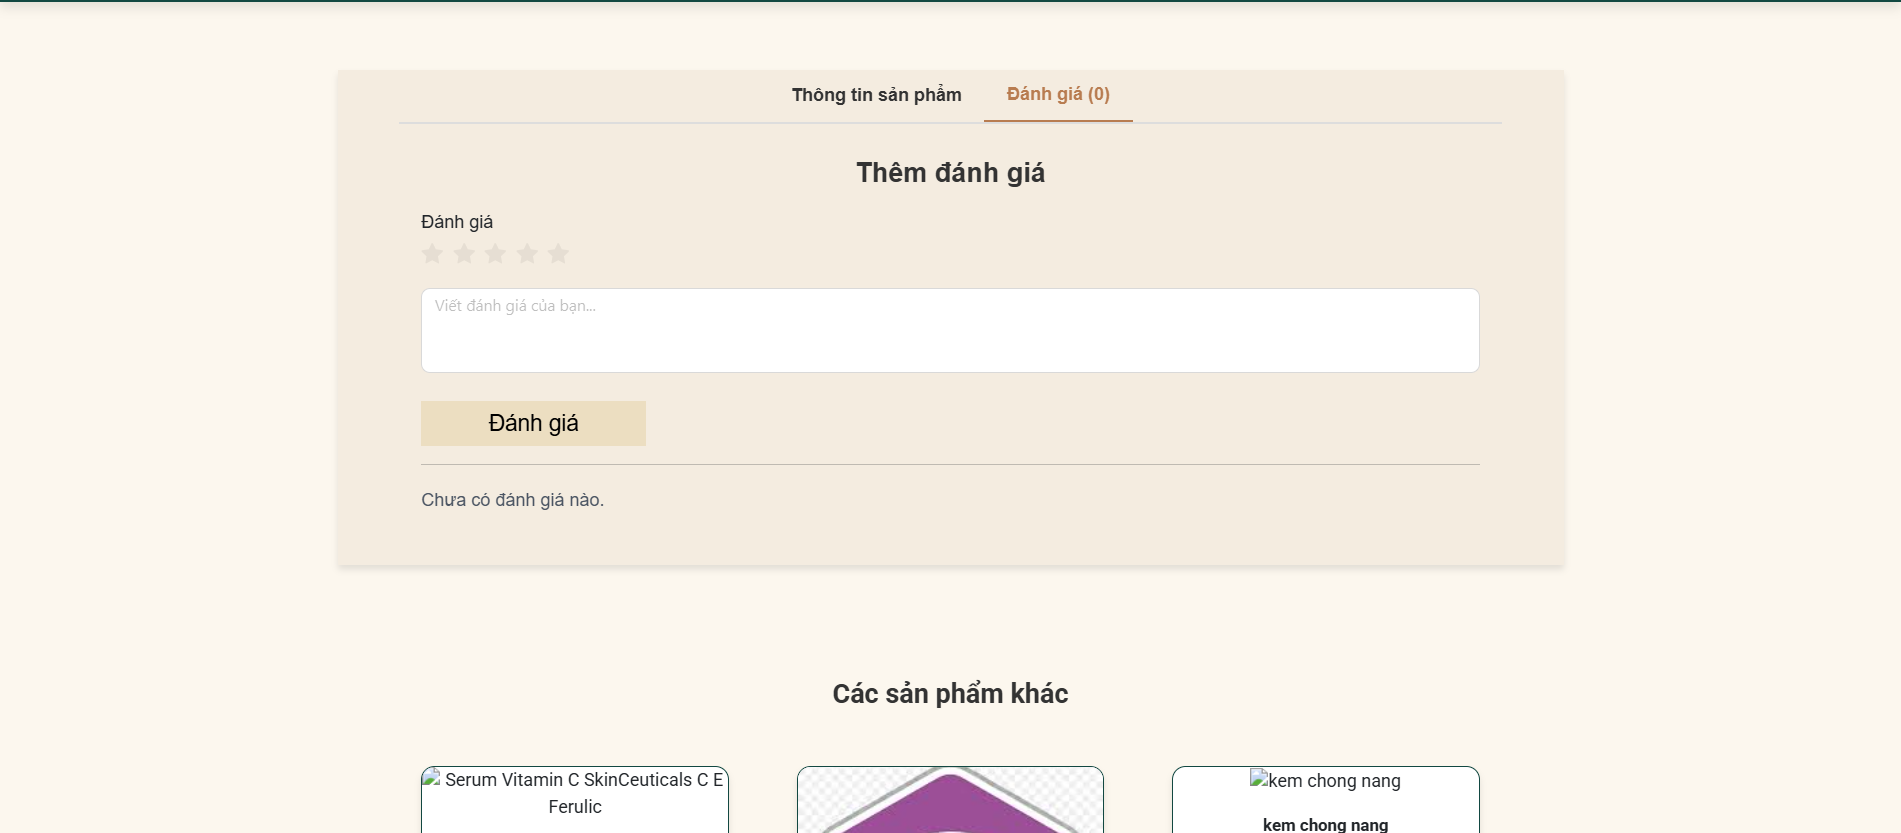 Thông tin sản phẩm
Đánh giá (0)
Thêm đánh giá
Đánh giá
Viết đánh giá của bạn...
Đánh giá
Chưa có đánh giá nào.
Các sản phẩm khác
Serum Vitamin C SkinCeuticals C E
Ferulic
kem chong nang
kem chong nang